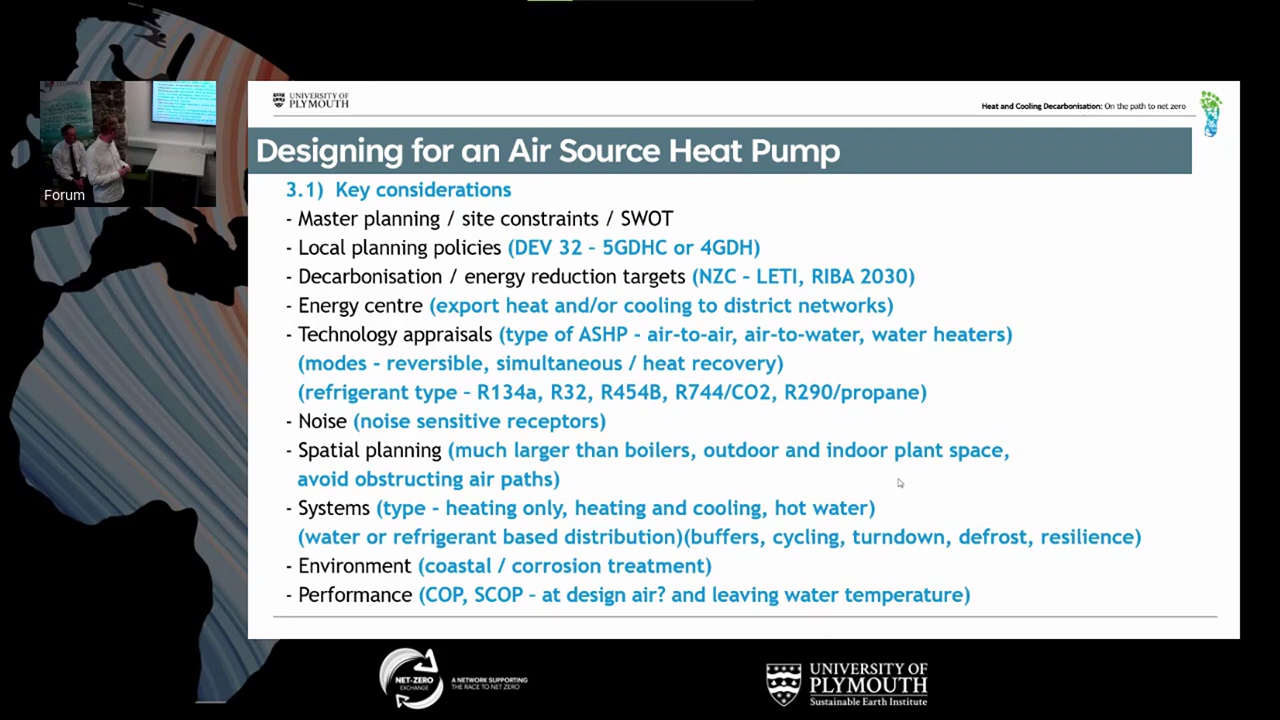 UNIVERSITY OF
PLYMOUTH
Heat and Cooling Decarbonisation: On the path to net zero
Designing for an Air Source Heat Pump
Forum
3.1) Key considerations
- Master planning / site constraints / SWOT
- Local planning policies (DEV 32 – 5GDHC or 4GDH)
- Decarbonisation / energy reduction targets (NZC – LETI, RIBA 2030)
- Energy centre (export heat and/or cooling to district networks)
- Technology appraisals (type of ASHP - air-to-air, air-to-water, water heaters)
(modes - reversible, simultaneous / heat recovery)
(refrigerant type – R134a, R32, R454B, R744/CO2, R290/propane)
- Noise (noise sensitive receptors)
- Spatial planning (much larger than boilers, outdoor and indoor plant space,
avoid obstructing air paths)
- Systems (type - heating only, heating and cooling, hot water)
(water or refrigerant based distribution)(buffers, cycling, turndown, defrost, resilience)
- Environment (coastal / corrosion treatment)
- Performance (COP, SCOP – at design air? and leaving water temperature)
NET-ZERO
EXCHANGE
A NETWORK SUPPORTING
THE RACE TO NET ZERO
UNIVERSITY OF
PLYMOUTH
Sustainable Earth Institute